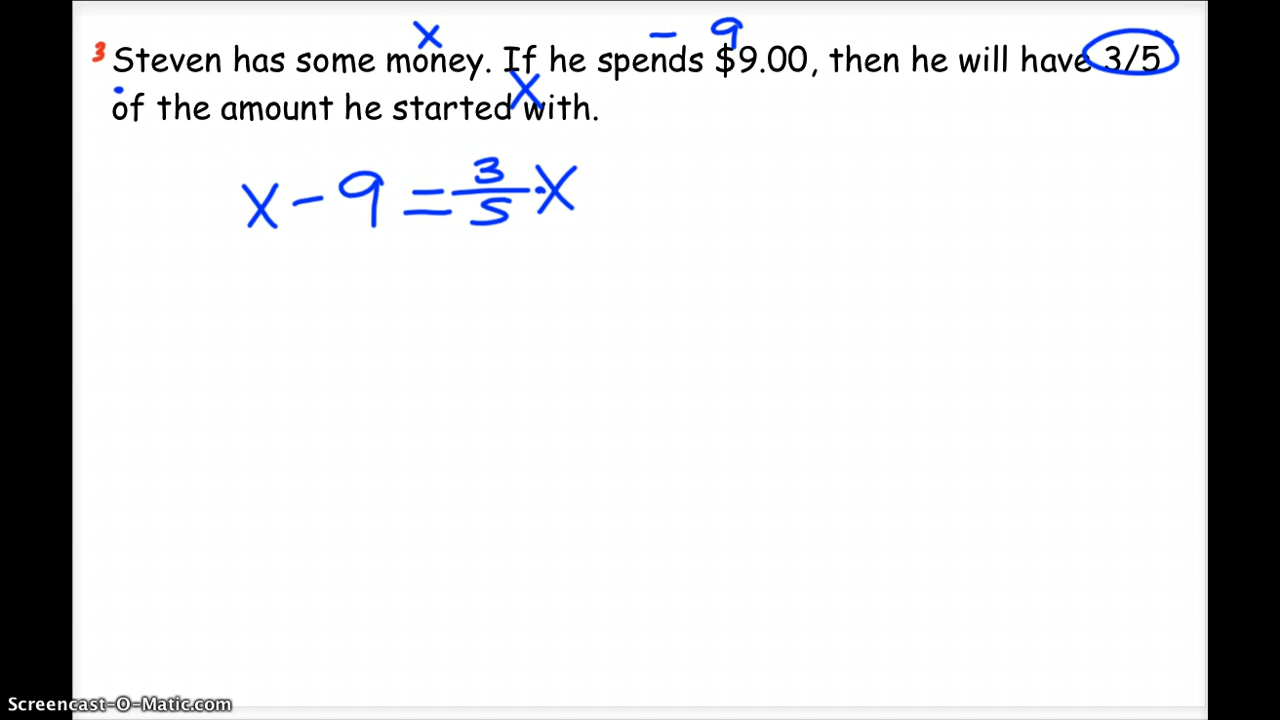 x - 9
3 Steven has some money. If he spends $9.00, then he will have 3/5
· x
of the amount he started with.
x - 9 = 3/5 · x
Screencast-O-Matic.com